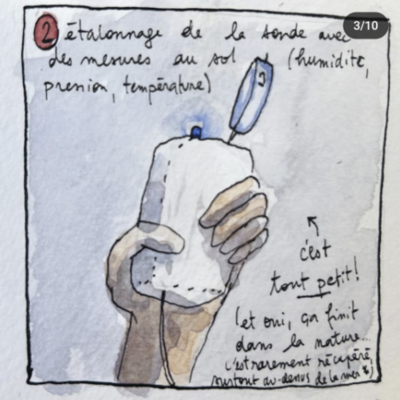 3/10
2 étalonnage de la sonde avec
des mesures au sol (humidité,
pression, température)
c'est
tout petit!
(et oui, ça finit
dans la nature...
c'est rarement récupéré,
surtout au-dessus de la mer